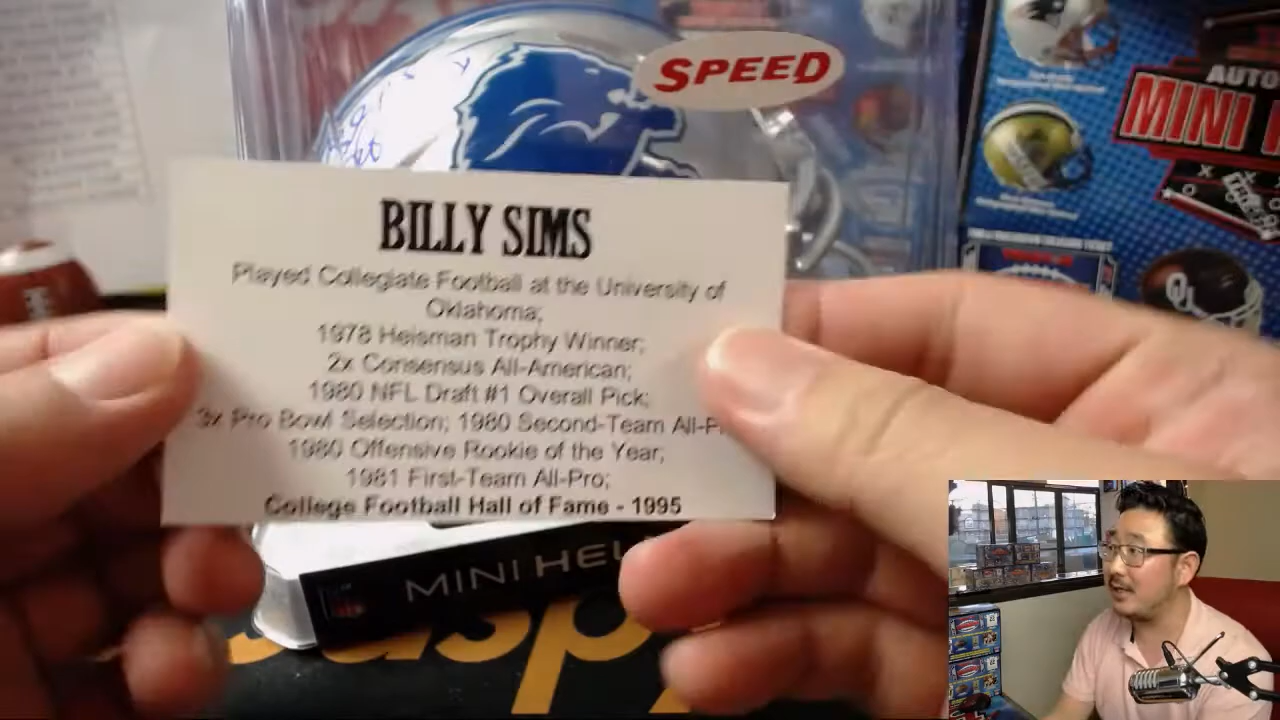 SPEED
AUTO
MINI
BILLY SIMS
Played Collegiate Football at the University of
Oklahoma;
1978 Heisman Trophy Winner;
2x Consensus All-American;
1980 NFL Draft #1 Overall Pick;
3x Pro Bowl Selection; 1980 Second-Team All-P
1980 Offensive Rookie of the Year;
1981 First-Team All-Pro;
College Football Hall of Fame - 1995
MINI HEL